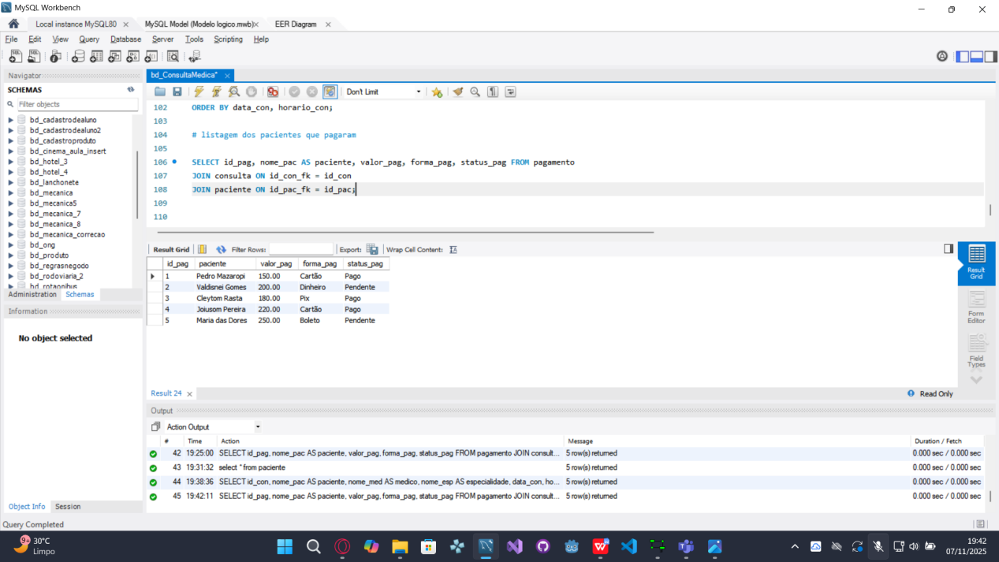 MySQL Workbench
Local instance MySQL80
MySQL Model (Modelo logico.mwb)
EER Diagram
File Edit View Query Database Server Tools Scripting Help
Navigator
SCHEMAS
Filter objects
bd_cadastrodealuno
bd_cadastrodealuno2
bd_cadastroproduto
bd_cinema_aula_insert
bd_hotel_3
bd_hotel_4
bd_lanchonete
bd_mecanica
bd_mecanica5
bd_mecanica_7
bd_mecanica_8
bd_mecanica_correcao
bd_ong
bd_produto
bd_regrasnegodo
bd_rodoviaria_2
bd_rotaonibus
Administration Schemas
Information
No object selected
Object Info Session
bd_ConsultaMedica*
Don't Limit
102 ORDER BY data_con, horario_con;
103
104 # listagem dos pacientes que pagaram
105
106 SELECT id_pag, nome_pac AS paciente, valor_pag, forma_pag, status_pag FROM pagamento
107 JOIN consulta ON id_con_fk = id_con
108 JOIN paciente ON id_pac_fk = id_pac;
109
110
Result Grid Filter Rows: Export: Wrap Cell Content:
id_pag paciente valor_pag forma_pag status_pag
1 Pedro Mazaropi 150.00 Cartão Pago
2 Valdisnei Gomes 200.00 Dinheiro Pendente
3 Cleytom Rasta 180.00 Pix Pago
4 Joiusom Pereira 220.00 Cartão Pago
5 Maria das Dores 250.00 Boleto Pendente
Result Grid
Form Editor
Field Types
Result 24
Read Only
Output
Action Output
# Time Action Message Duration / Fetch
42 19:25:00 SELECT id_pag, nome_pac AS paciente, valor_pag, forma_pag, status_pag FROM pagamento JOIN consult... 5 row(s) returned 0.000 sec / 0.000 sec
43 19:31:32 select * from paciente 5 row(s) returned 0.000 sec / 0.000 sec
44 19:38:36 SELECT id_con, nome_pac AS paciente, nome_med AS medico, nome_esp AS especialidade, data_con, ho... 5 row(s) returned 0.000 sec / 0.000 sec
45 19:42:11 SELECT id_pag, nome_pac AS paciente, valor_pag, forma_pag, status_pag FROM pagamento JOIN consult... 5 row(s) returned 0.000 sec / 0.000 sec
Query Completed
9+
30°C
Limpo
19:42
07/11/2025